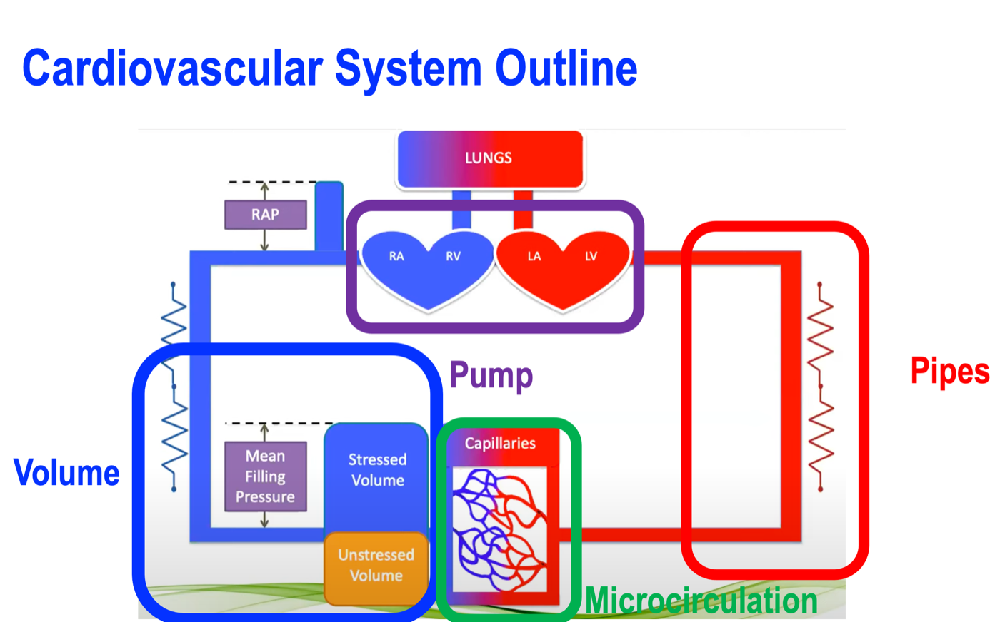 Cardiovascular System Outline
LUNGS
RAP
RA
RV
LA
LV
Pump
Pipes
Volume
Mean
Filling
Pressure
Stressed
Volume
Unstressed
Volume
Capillaries
Microcirculation